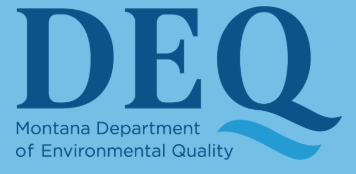 DEQ
Montana Department
of Environmental Quality